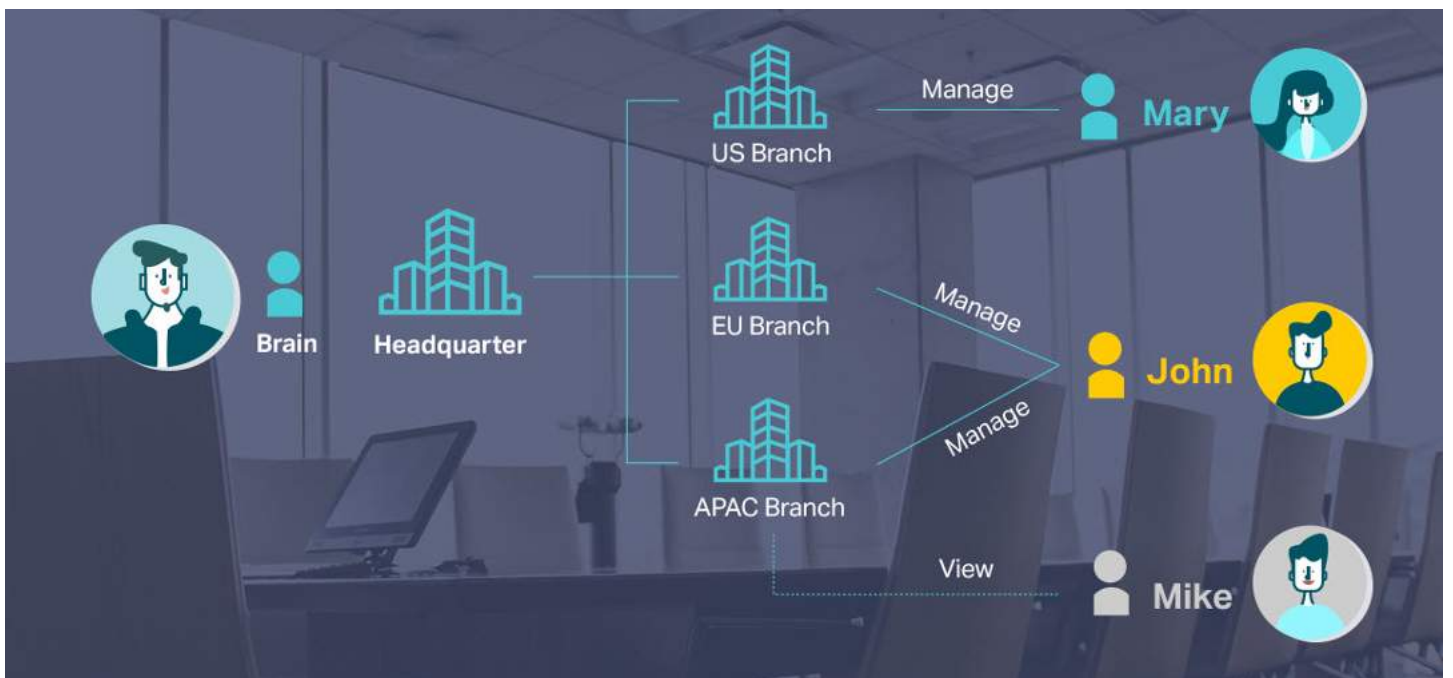 Manage
Mary
US Branch
Brain
Headquarter
EU Branch
Manage
John
Manage
APAC Branch
View
Mike